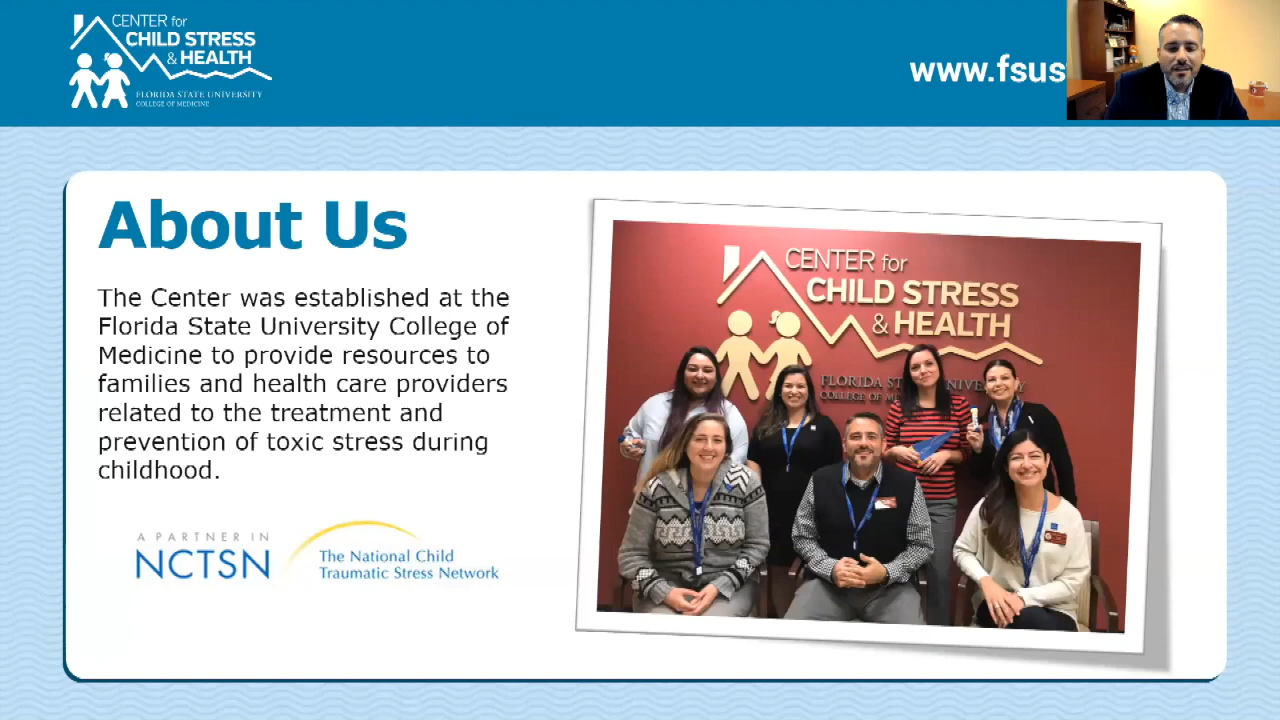 CENTER for
CHILD STRESS
& HEALTH
FLORIDA STATE UNIVERSITY
COLLEGE OF MEDICINE
www.fsus
About Us
The Center was established at the
Florida State University College of
Medicine to provide resources to
families and health care providers
related to the treatment and
prevention of toxic stress during
childhood.
A PARTNER IN
NCTSN
The National Child
Traumatic Stress Network
CENTER for
CHILD STRESS
& HEALTH
FLORIDA
COLLEGE OF